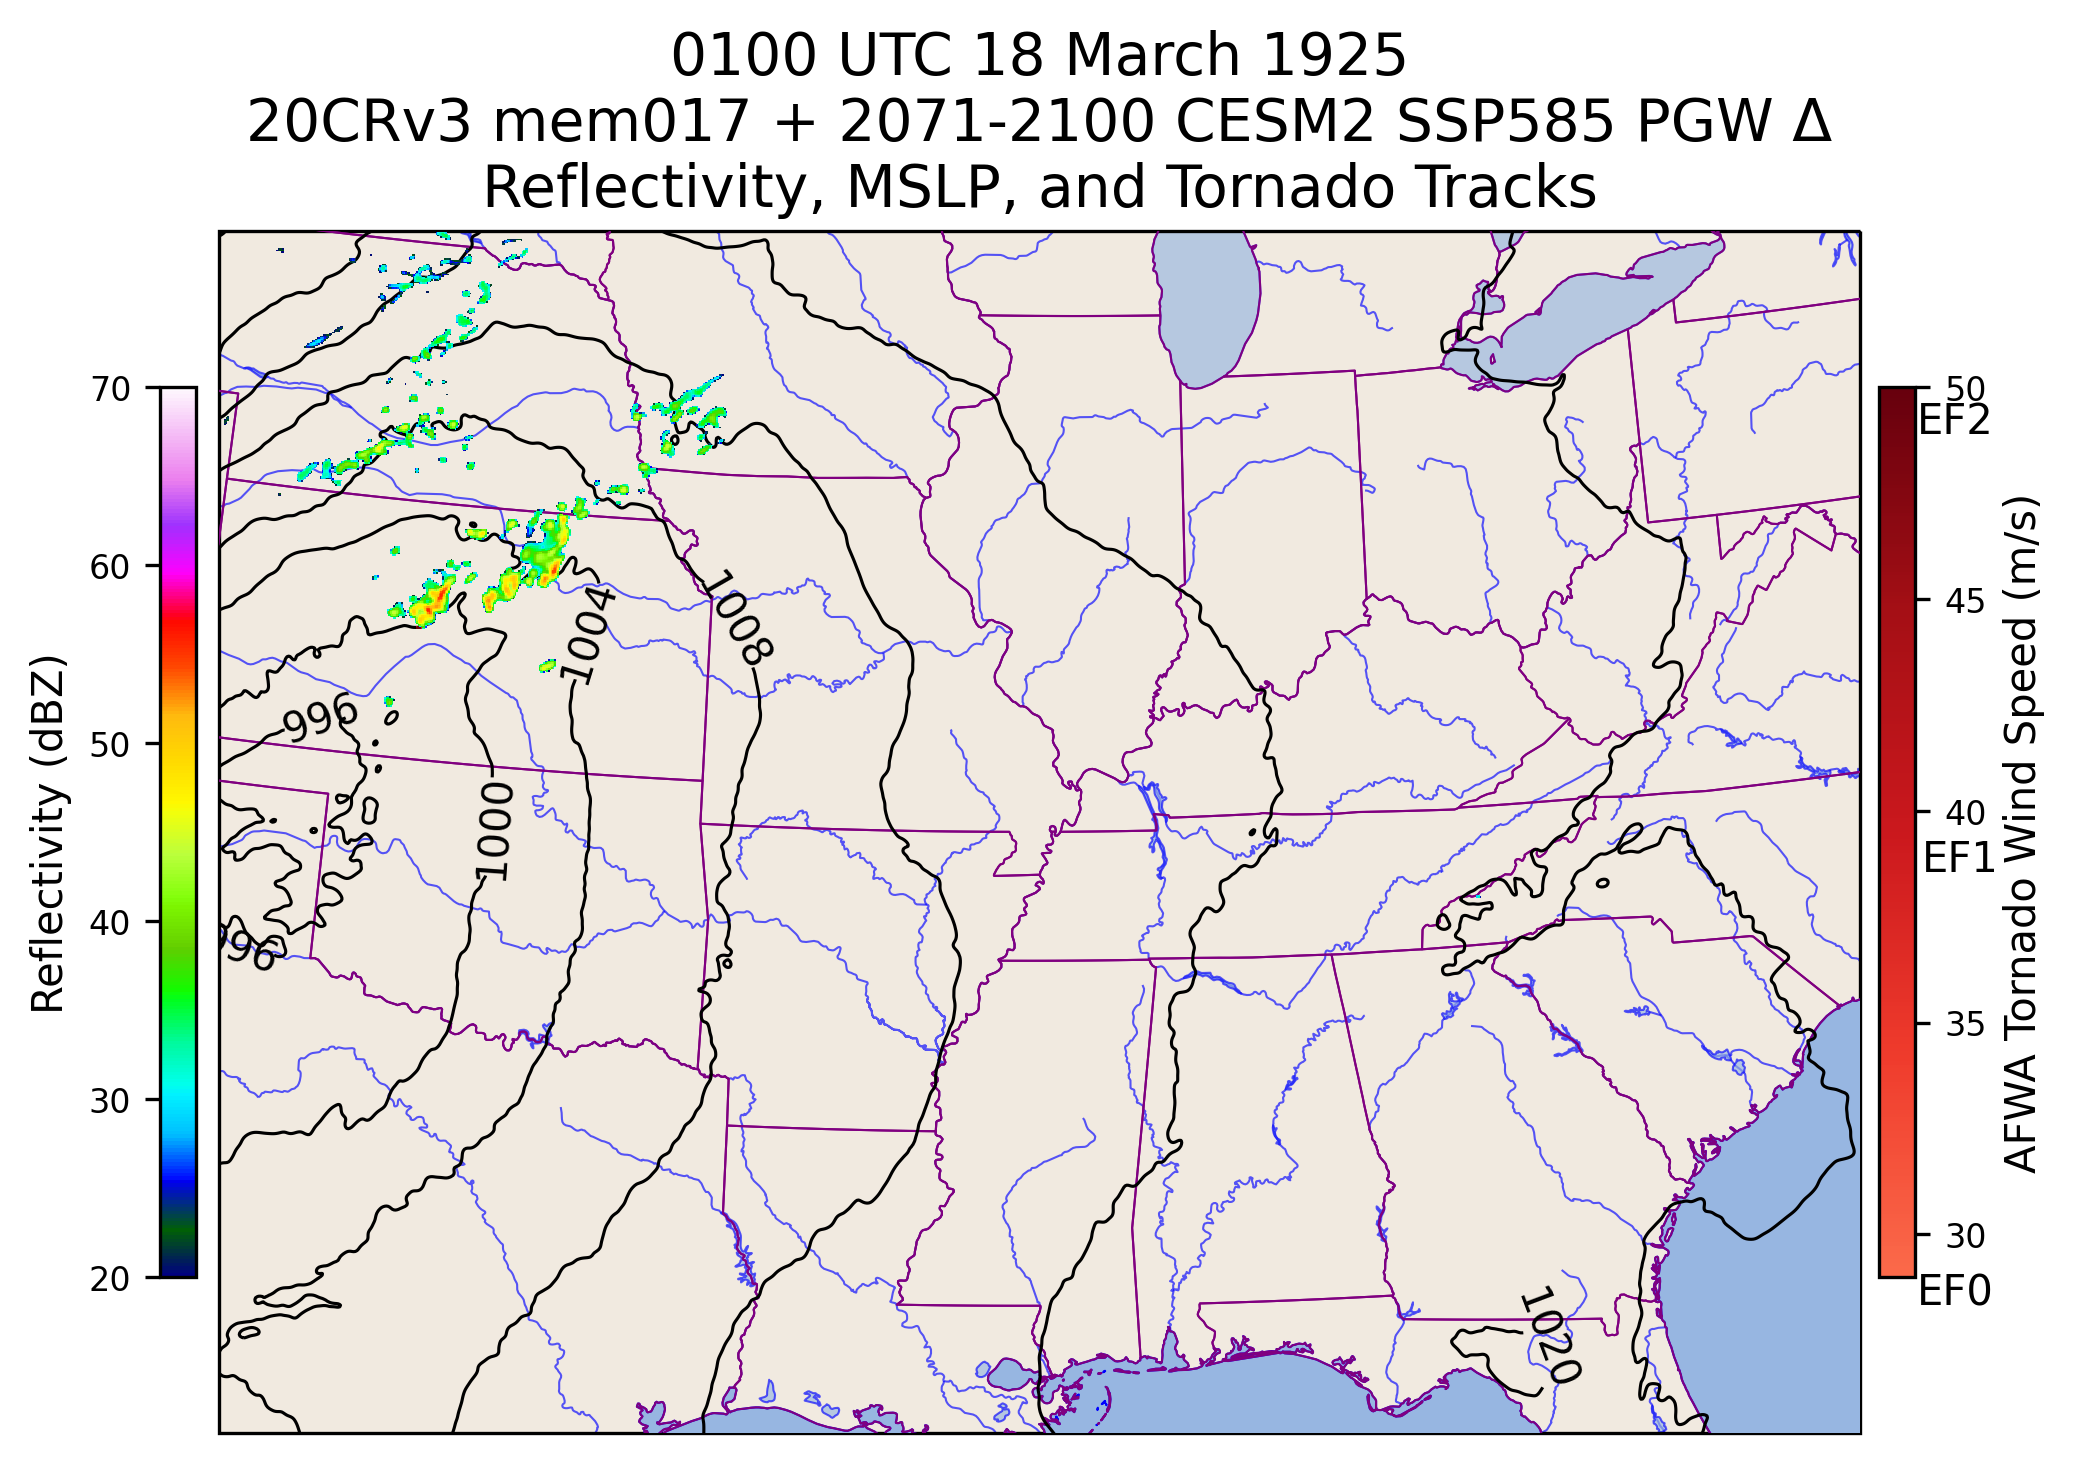 0100 UTC 18 March 1925
20CRv3 mem017 + 2071-2100 CESM2 SSP585 PGW Δ
Reflectivity, MSLP, and Tornado Tracks
Reflectivity (dBZ)
70
60
50
40
30
20
996
996
1000
1004
1008
1020
50
EF2
45
40
EF1
35
30
EF0
AFWA Tornado Wind Speed (m/s)